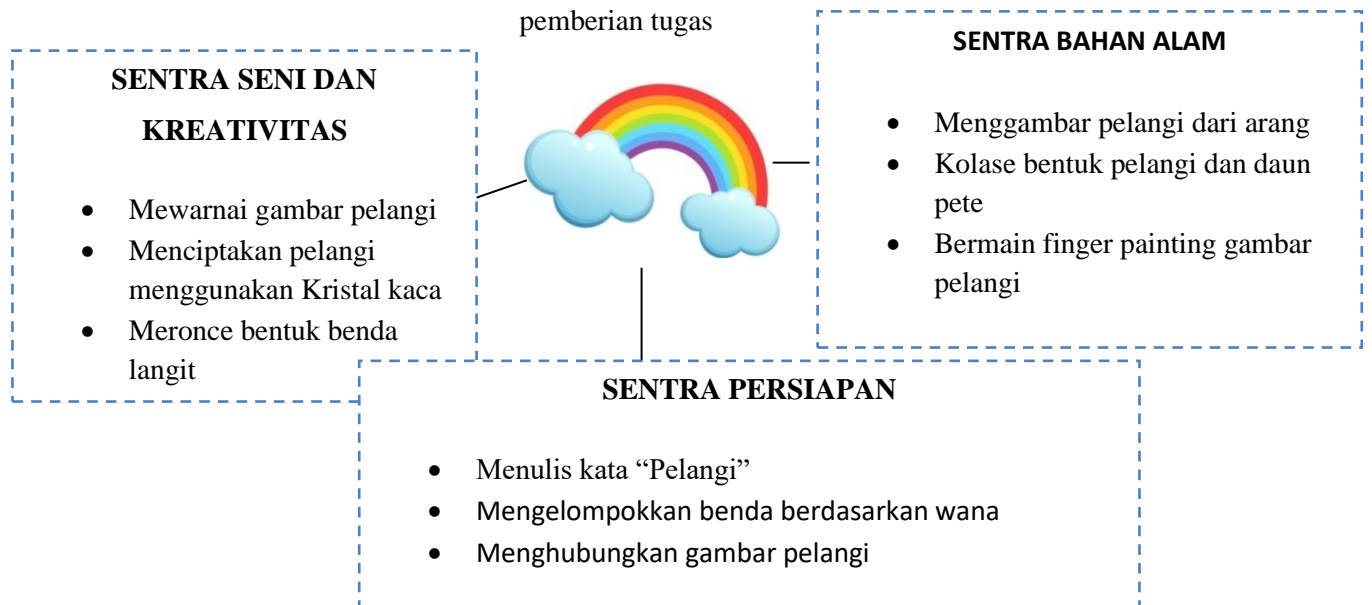 pemberian tugas
SENTRA SENI DAN
KREATIVITAS
• Mewarnai gambar pelangi
• Menciptakan pelangi
menggunakan Kristal kaca
• Meronce bentuk benda
langit
SENTRA BAHAN ALAM
• Menggambar pelangi dari arang
• Kolase bentuk pelangi dan daun
pete
• Bermain finger painting gambar
pelangi
SENTRA PERSIAPAN
• Menulis kata “Pelangi”
• Mengelompokkan benda berdasarkan wana
• Menghubungkan gambar pelangi